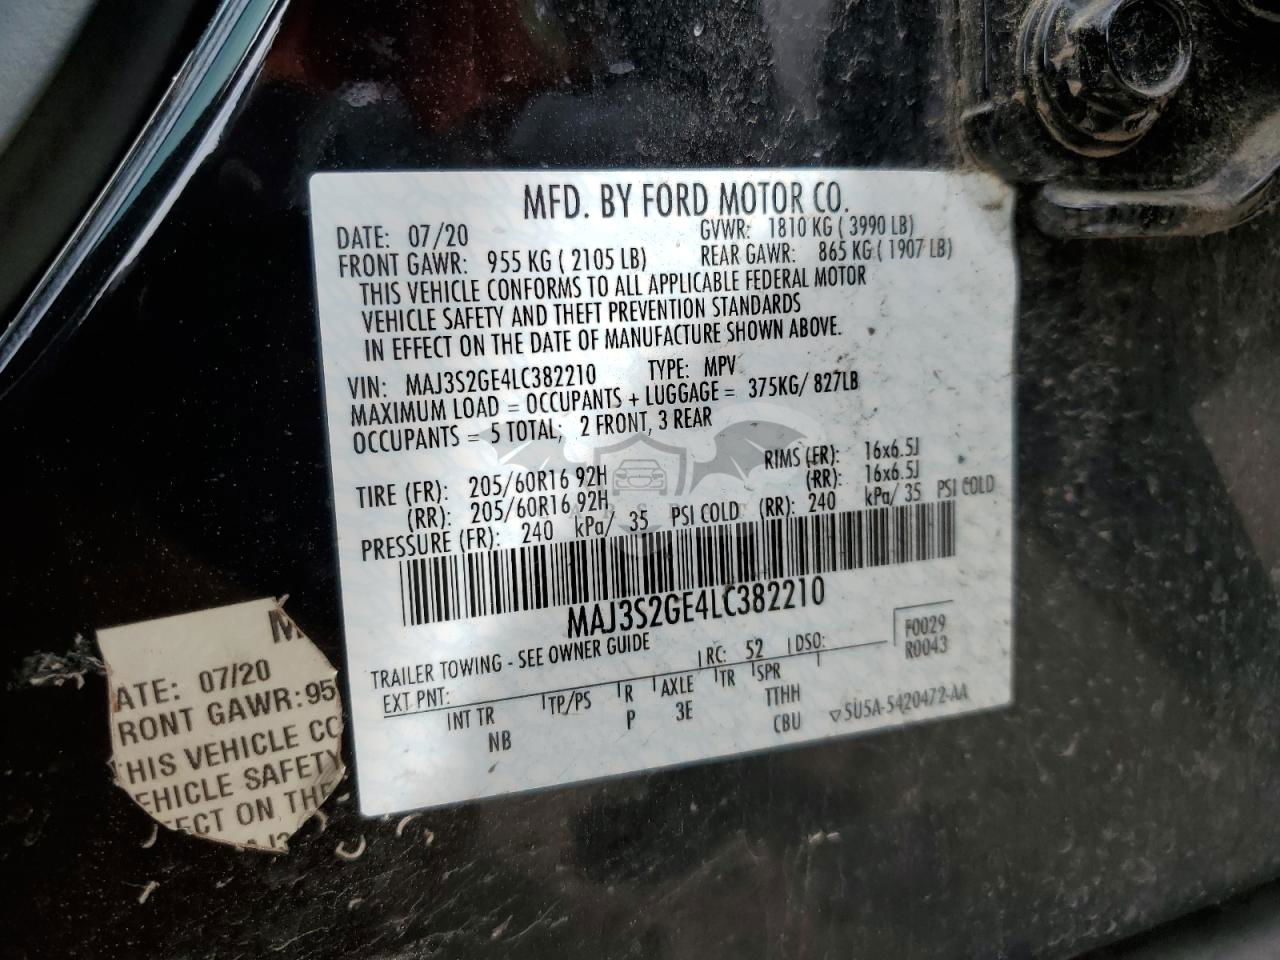 MFD. BY FORD MOTOR CO.
DATE: 07/20 GVWR: 1810 KG ( 3990 LB)
FRONT GAWR: 955 KG ( 2105 LB) REAR GAWR: 865 KG ( 1907 LB)
THIS VEHICLE CONFORMS TO ALL APPLICABLE FEDERAL MOTOR
VEHICLE SAFETY AND THEFT PREVENTION STANDARDS
IN EFFECT ON THE DATE OF MANUFACTURE SHOWN ABOVE.
VIN: MAJ3S2GE4LC382210 TYPE: MPV
MAXIMUM LOAD = OCCUPANTS + LUGGAGE = 375KG/ 827LB
OCCUPANTS = 5 TOTAL; 2 FRONT, 3 REAR
TIRE (FR): 205/60R16 92H RIMS (FR): 16x6.5J
(RR): 205/60R16 92H (RR): 16x6.5J
PRESSURE (FR): 240 kPa/ 35 PSI COLD (RR): 240 kPa/ 35 PSI COLD
MAJ3S2GE4LC382210
TRAILER TOWING - SEE OWNER GUIDE
EXT PNT: RC: 52 DSO: F0029
R0043
INT TR TP/PS R AXLE TR SPR
NB P 3E TTHH
CBU ▽5U5A-5420472-AA
M
ATE: 07/20
RONT GAWR:95
HIS VEHICLE CO
EHICLE SAFETY
FECT ON THE